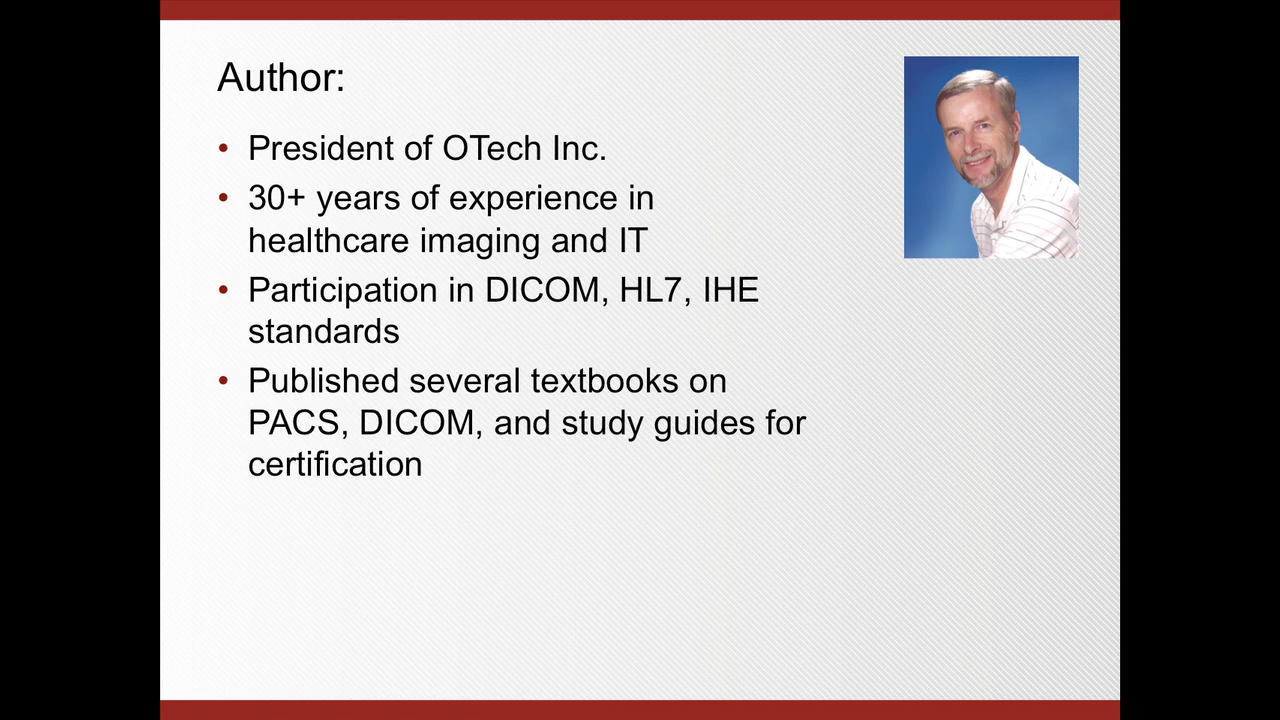 Author:
• President of OTech Inc.
• 30+ years of experience in
healthcare imaging and IT
• Participation in DICOM, HL7, IHE
standards
• Published several textbooks on
PACS, DICOM, and study guides for
certification